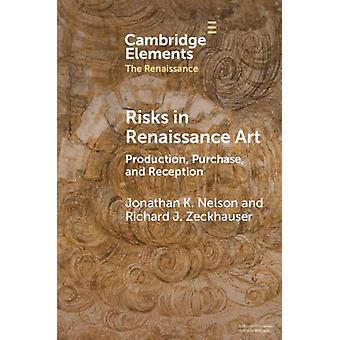 Cambridge
Elements
The Renaissance
Risks in
Renaissance Art
Production, Purchase,
and Reception
Jonathan K. Nelson and
Richard J. Zeckhauser